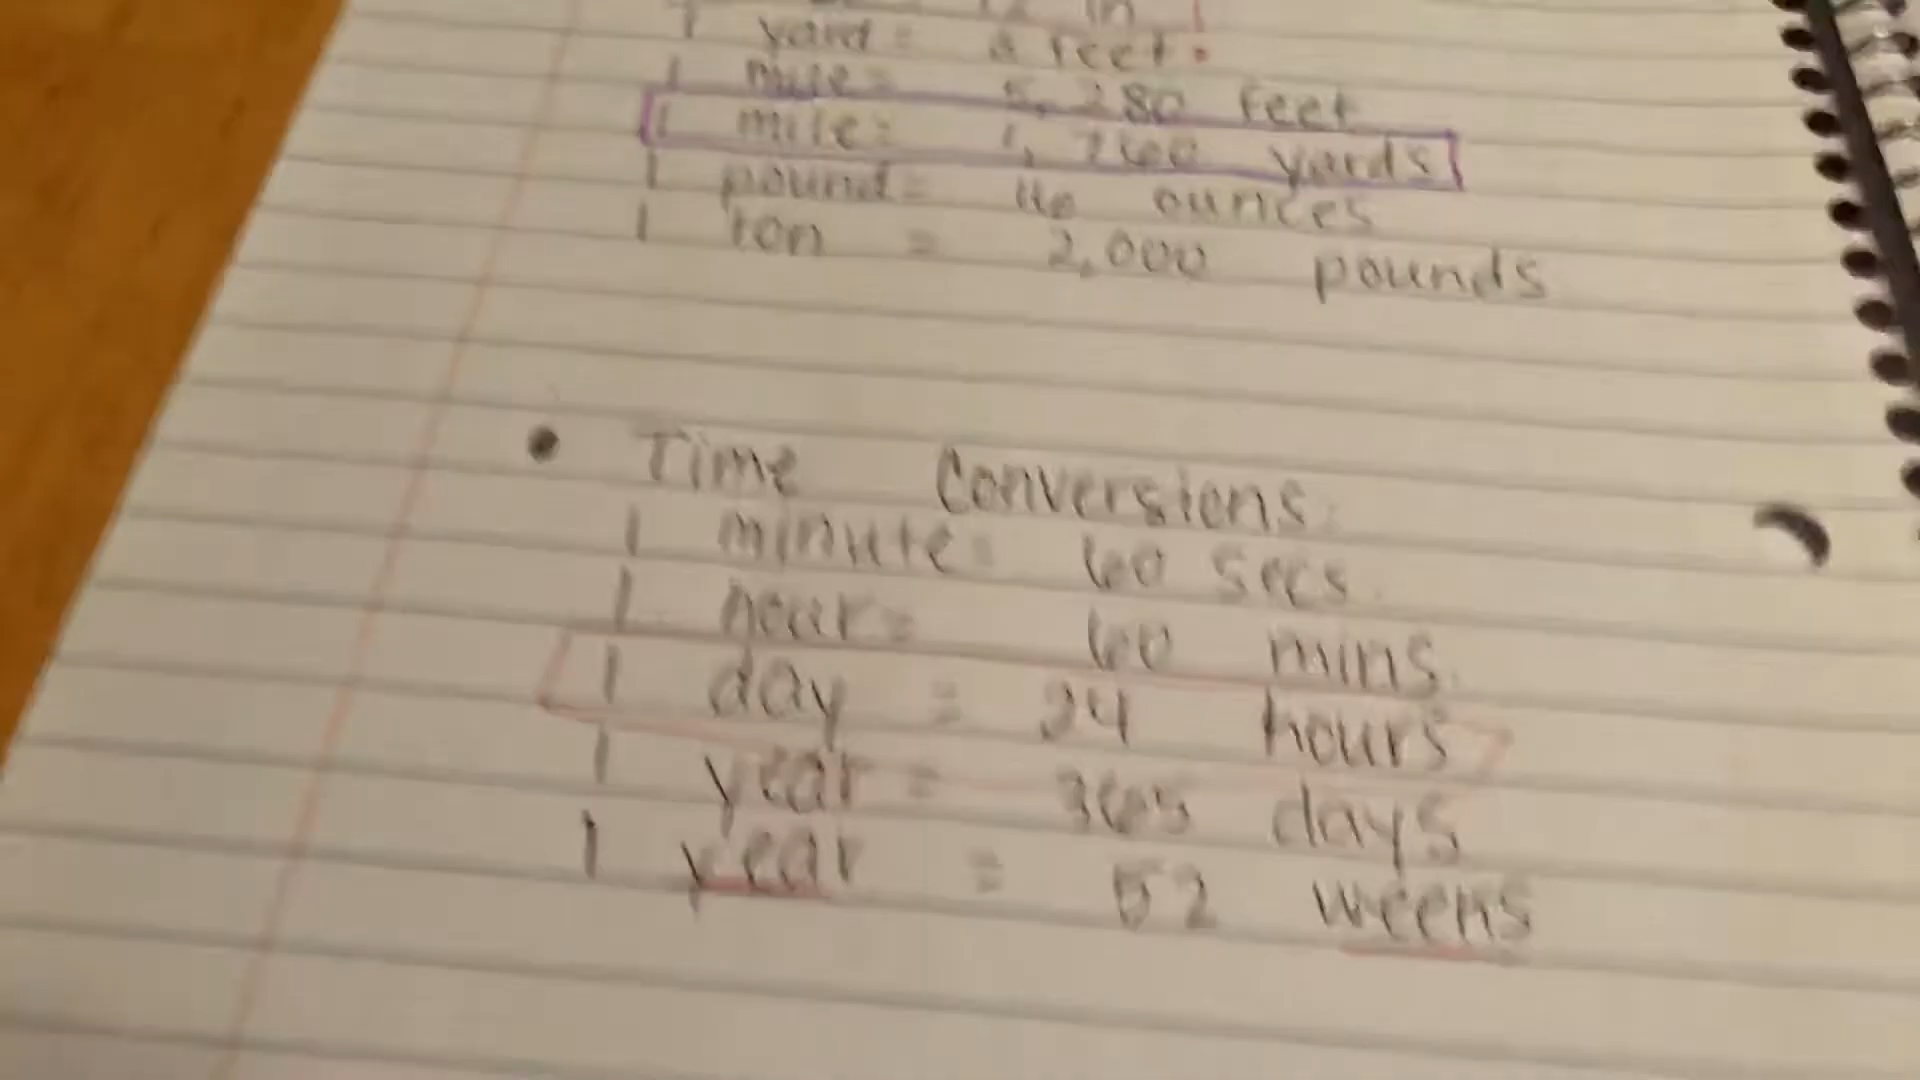 12 in
1 yard = 3 feet
1 mile = 5,280 feet
1 mile = 1,760 yards
1 pound = 16 ounces
1 ton = 2,000 pounds
• Time Conversions:
1 minute = 60 secs.
1 hour = 60 mins.
1 day = 24 hours
1 year = 365 days
1 year = 52 weeks